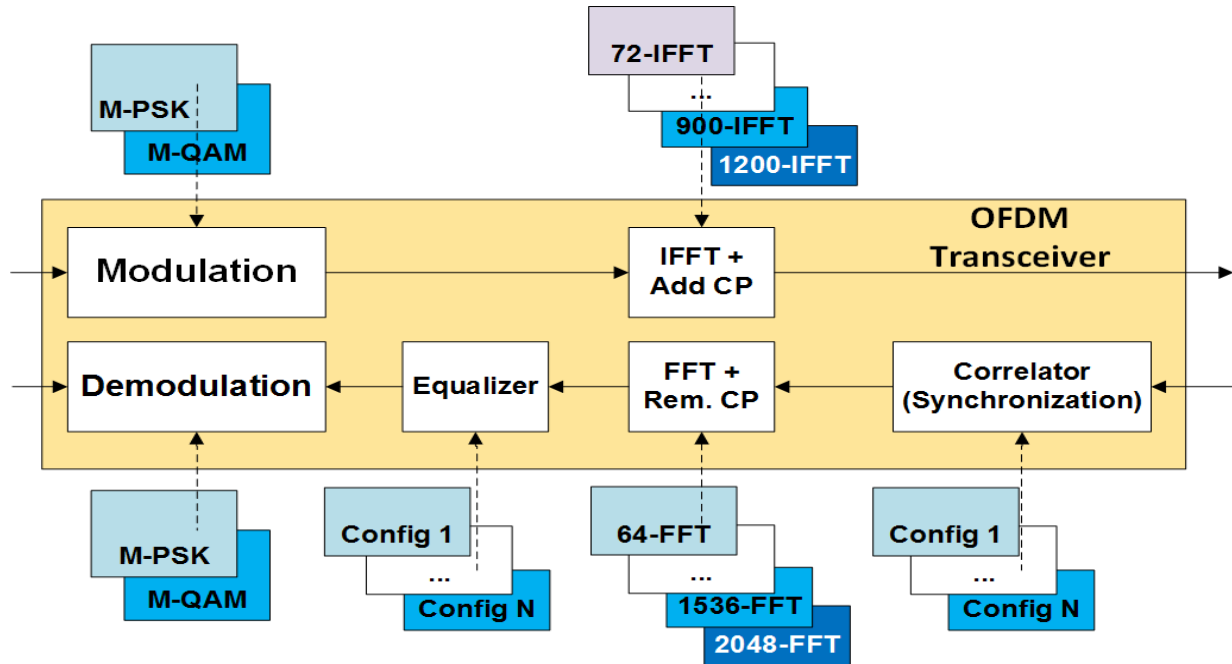 72-IFFT
...
M-PSK
900-IFFT
M-QAM
1200-IFFT
OFDM
Transceiver
Modulation
IFFT +
Add CP
Demodulation
Equalizer
FFT +
Rem. CP
Correlator
(Synchronization)
M-PSK
M-QAM
Config 1
...
Config N
64-FFT
...
1536-FFT
2048-FFT
Config 1
...
Config N